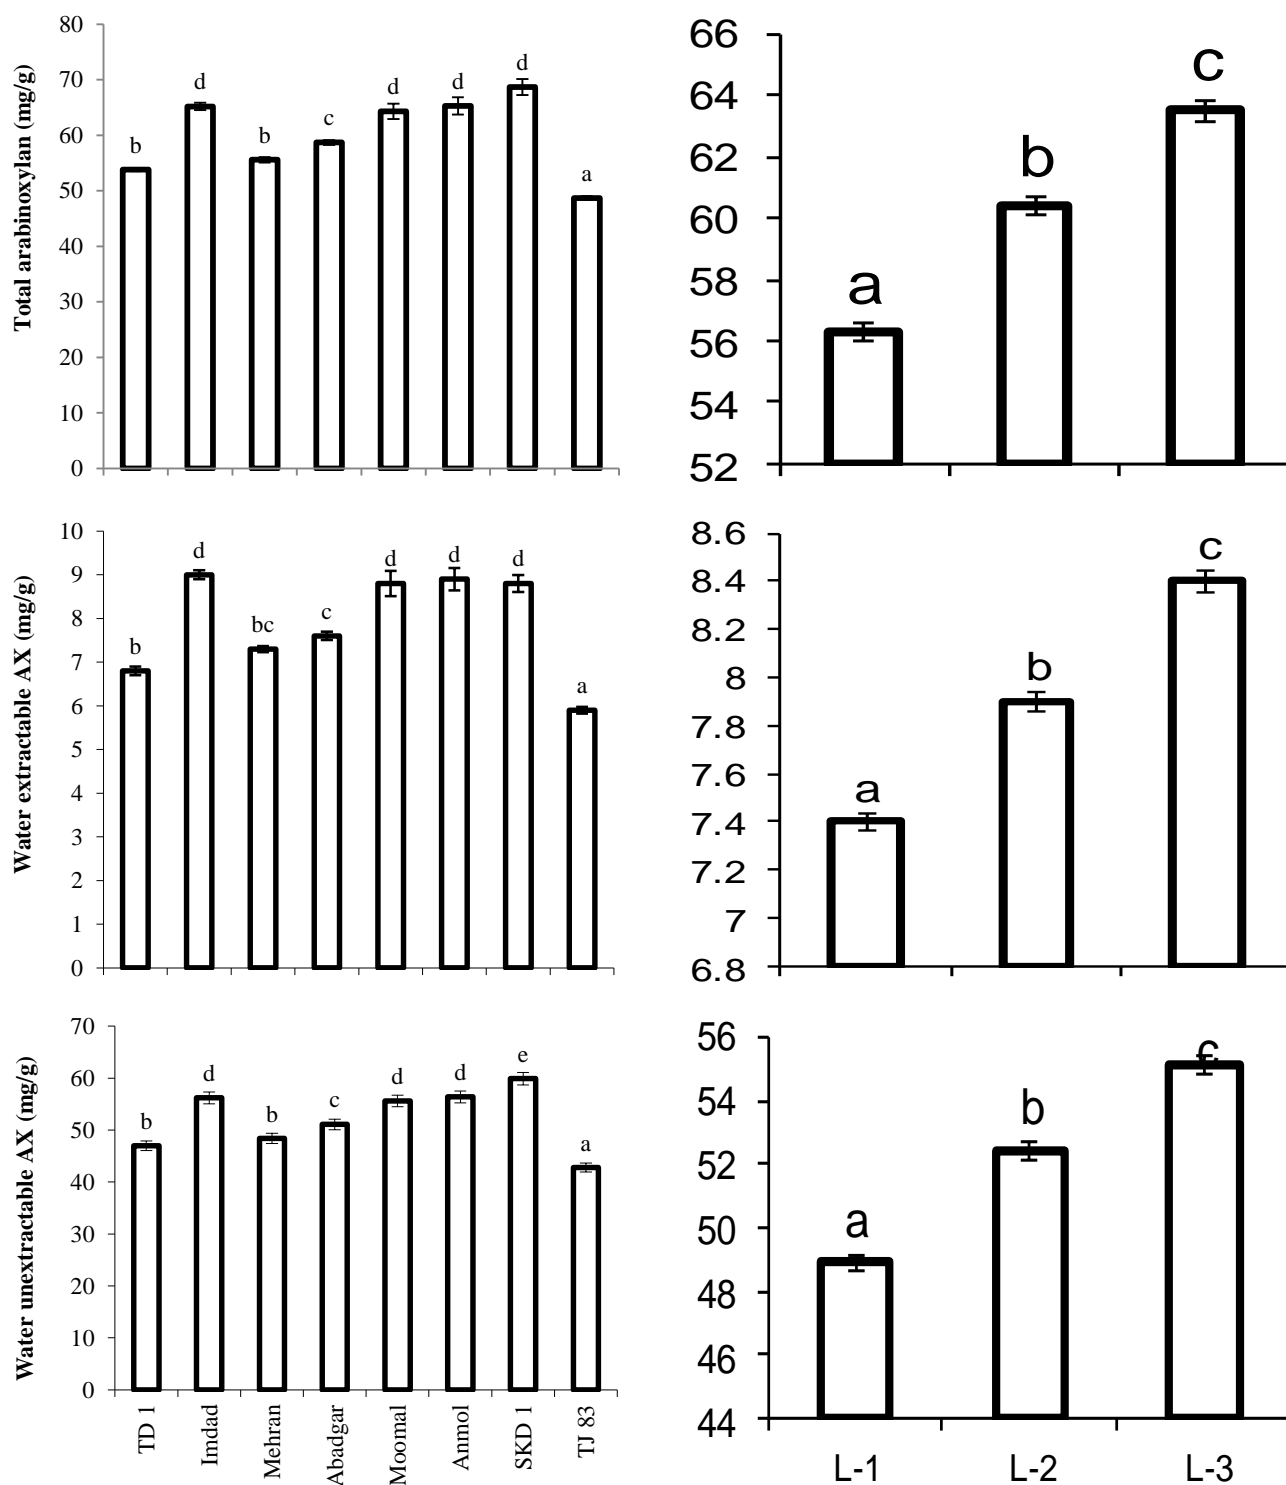 Total arabinoxylan (mg/g)
80
70
60
50
40
30
20
10
0
b
d
b
c
d
d
d
a
66
64
62
60
58
56
54
52
a
b
c
Water extractable AX (mg/g)
10
9
8
7
6
5
4
3
2
1
0
b
d
bc
c
d
d
d
a
8.6
8.4
8.2
8
7.8
7.6
7.4
7.2
7
6.8
a
b
c
Water unextractable AX (mg/g)
70
60
50
40
30
20
10
0
b
d
b
c
d
d
e
a
TD 1
Imdad
Mehran
Abadgar
Moomal
Anmol
SKD 1
TJ 83
56
54
52
50
48
46
44
a
b
c
L-1
L-2
L-3